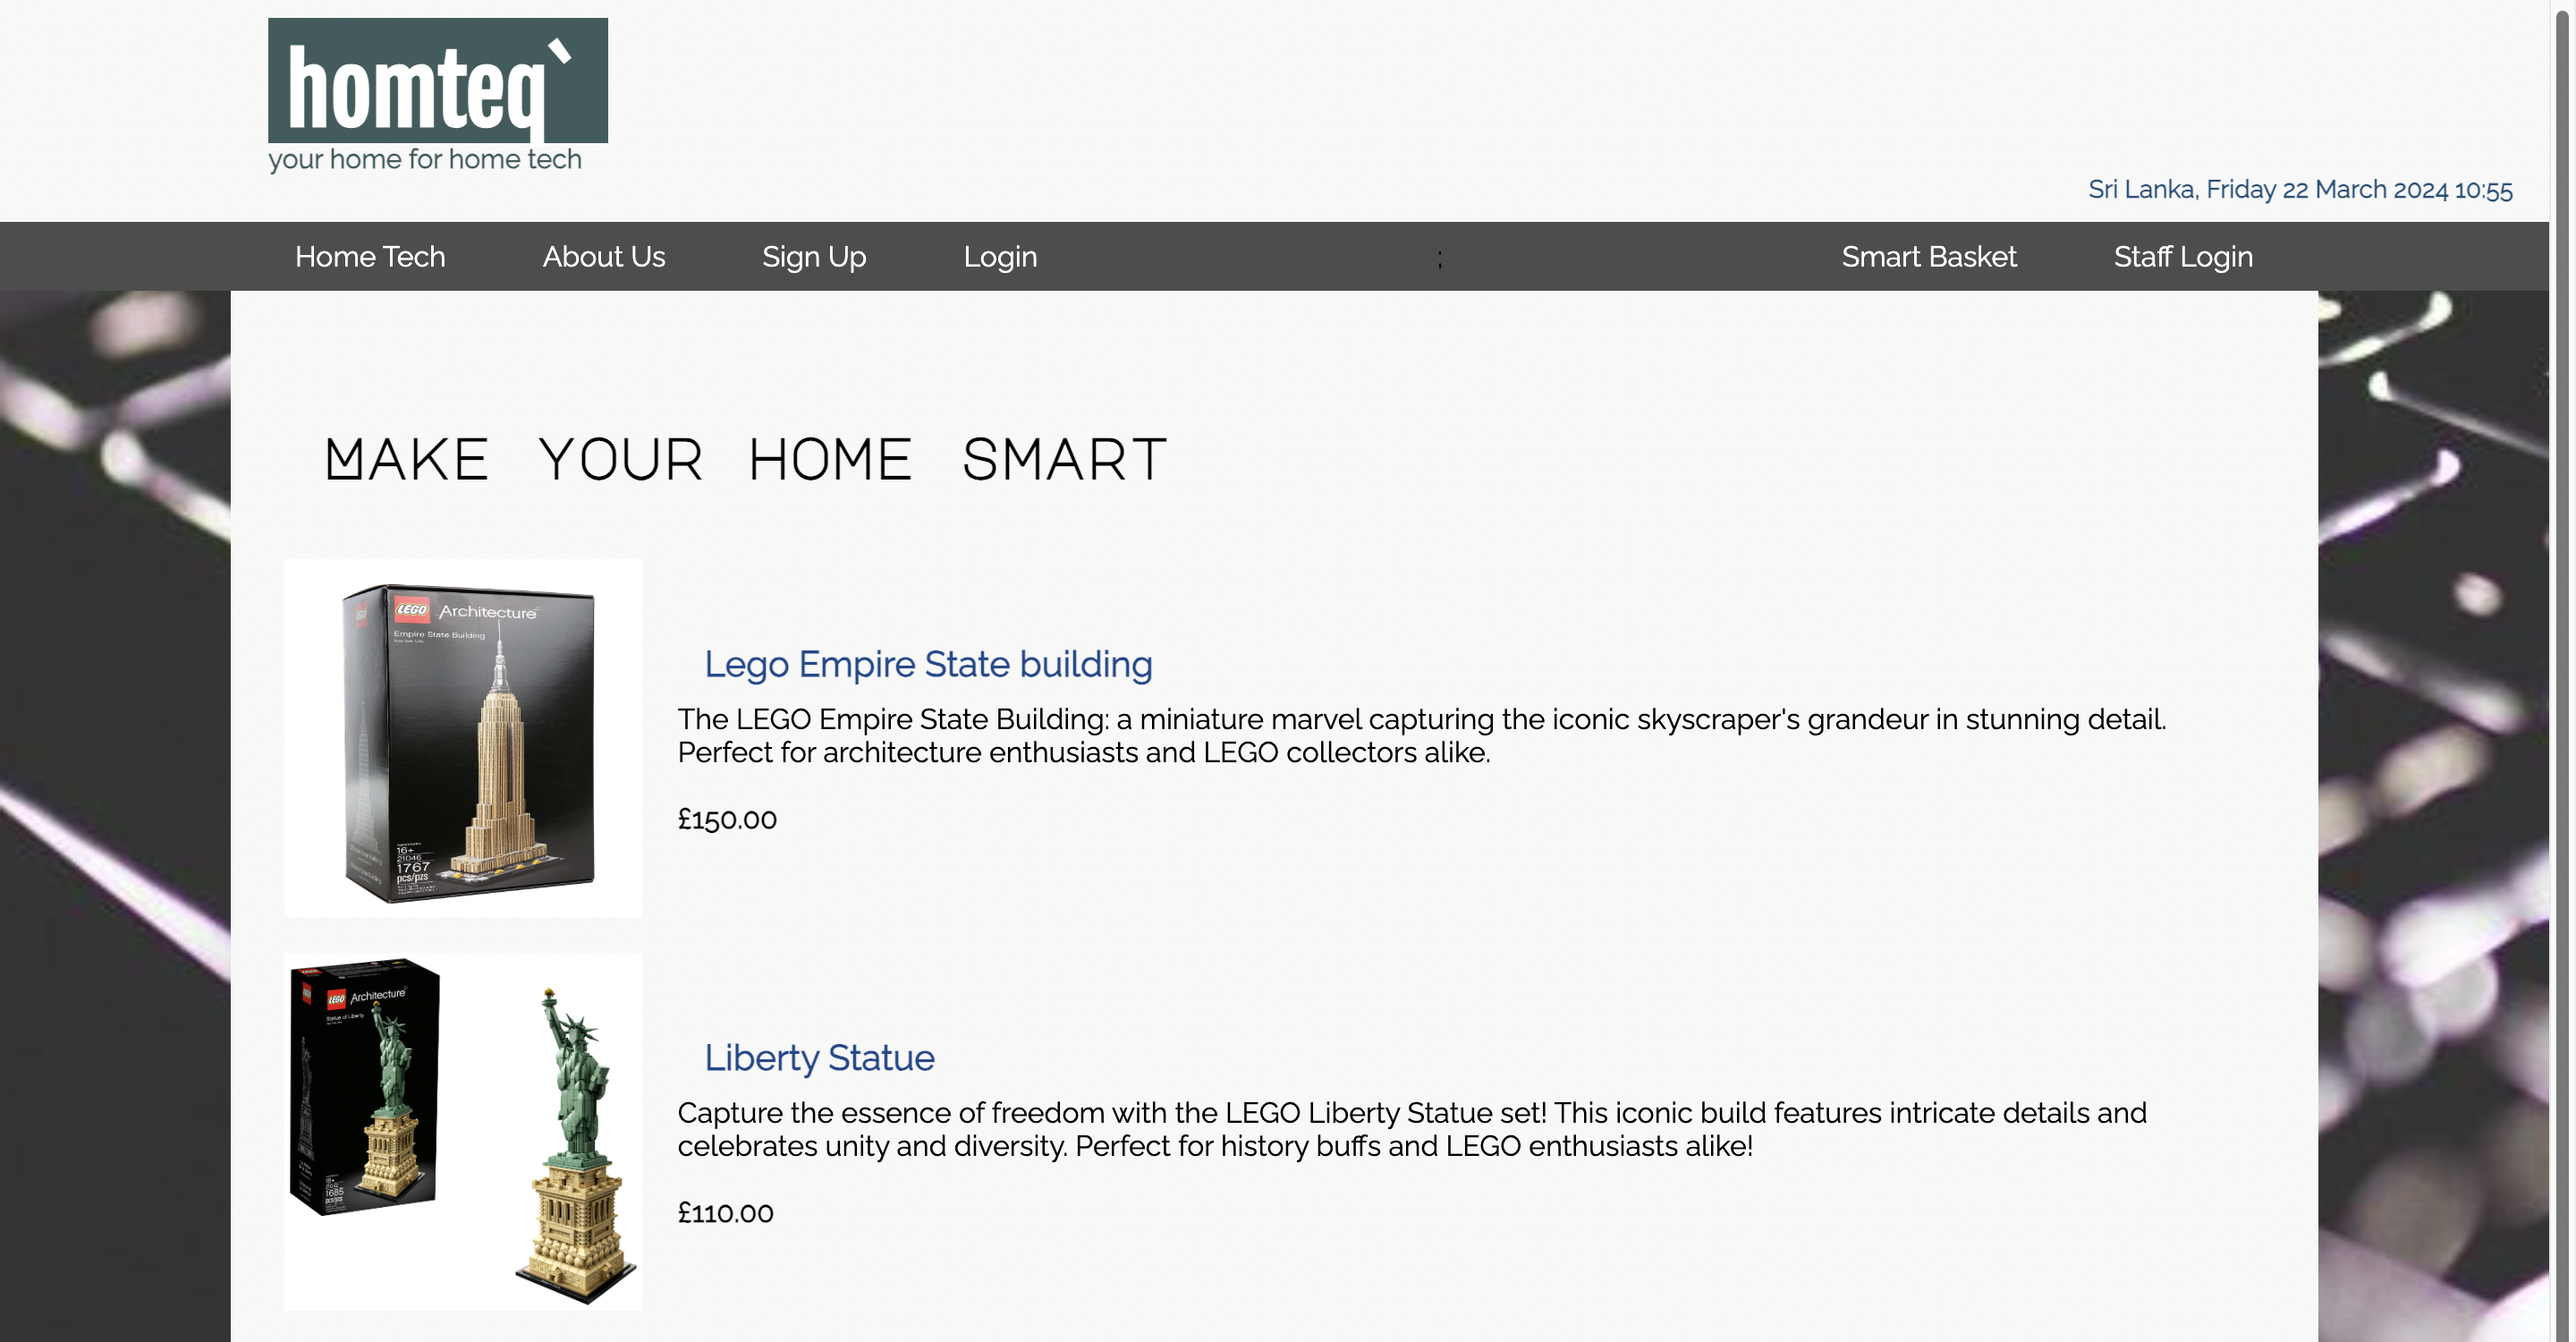 homteq`
your home for home tech
Sri Lanka, Friday 22 March 2024 10:55
Home Tech About Us Sign Up Login ; Smart Basket Staff Login
MAKE YOUR HOME SMART
LEGO Architecture
Empire State Building
16+
21046
1767
pcs/pzs
Lego Empire State building
The LEGO Empire State Building: a miniature marvel capturing the iconic skyscraper's grandeur in stunning detail.
Perfect for architecture enthusiasts and LEGO collectors alike.
£150.00
LEGO Architecture
Statue of Liberty
16+
1685
Liberty Statue
Capture the essence of freedom with the LEGO Liberty Statue set! This iconic build features intricate details and
celebrates unity and diversity. Perfect for history buffs and LEGO enthusiasts alike!
£110.00